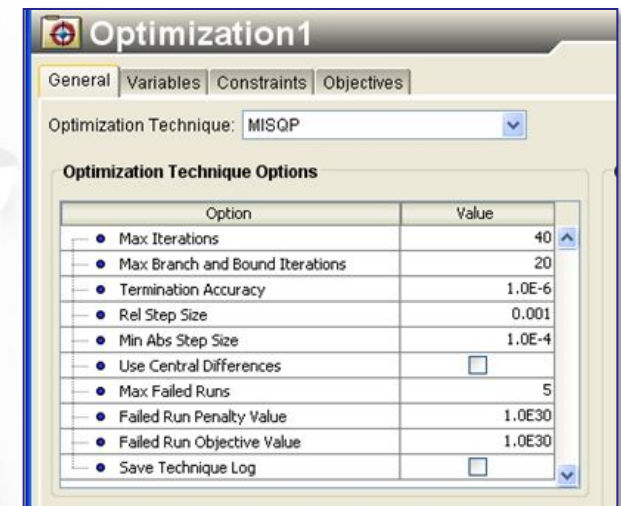 Optimization1
General Variables Constraints Objectives
Optimization Technique: MISQP
Optimization Technique Options
Option Value
Max Iterations 40
Max Branch and Bound Iterations 20
Termination Accuracy 1.0E-6
Rel Step Size 0.001
Min Abs Step Size 1.0E-4
Use Central Differences
Max Failed Runs 5
Failed Run Penalty Value 1.0E30
Failed Run Objective Value 1.0E30
Save Technique Log